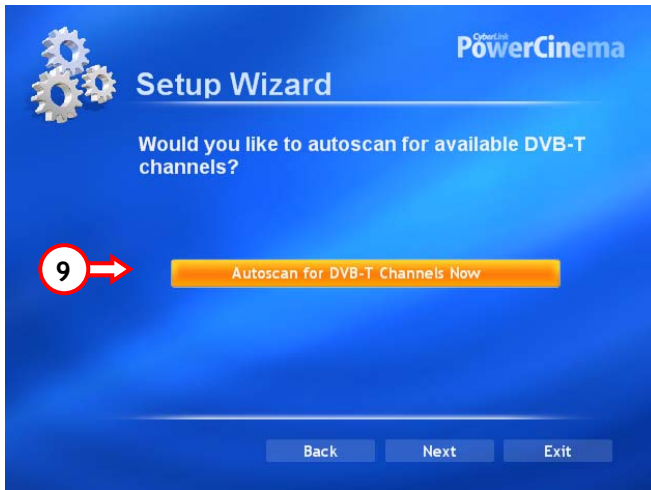 CyberLink
PowerCinema
Setup Wizard
Would you like to autoscan for available DVB-T
channels?
9
Autoscan for DVB-T Channels Now
Back Next Exit